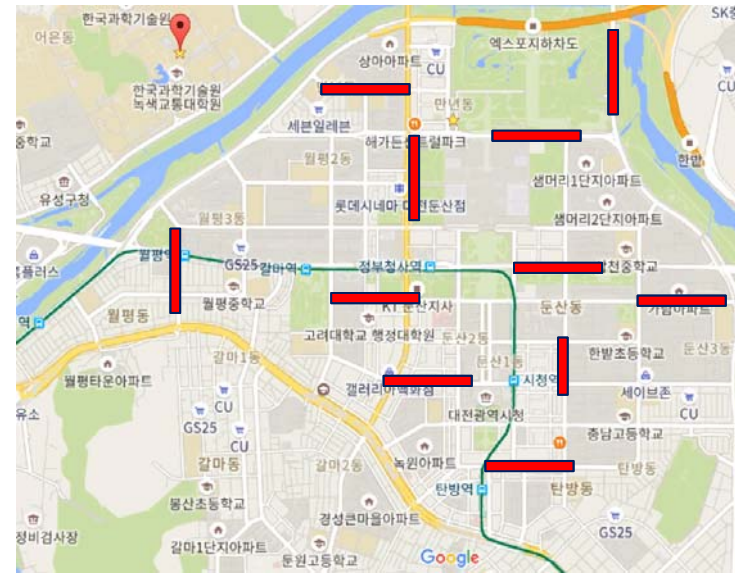 한국과학기술원
SK충
어은동
엑스포지하차도
상아아파트
CU
한국과학기술원
녹색교통대학원
CU
만년동
세븐일레븐
중학교
해가든센트럴파크
월평2동
한밭
샘머리1단지아파트
유성구청
롯데시네마 대전둔산점
월평3동
샘머리2단지아파트
월평역
GS25
갈마역
정부청사역
플러스
중학교
월평중학교
KT 둔산지사
월평동
둔산동
역
고려대학교 행정대학원
둔산2동
갈마1동
둔산1동
한밭초등학교
둔산3동
월평타운아파트
갤러리아백화점
시청역
세이브존
CU
유소
CU
대전광역시청
GS25
CU
충남고등학교
갈마동
갈마2동
녹원아파트
탄방동
탄방역
탄방동
봉산초등학교
경성큰마을아파트
GS25
정비검사장
갈마1단지아파트
둔원고등학교
Google